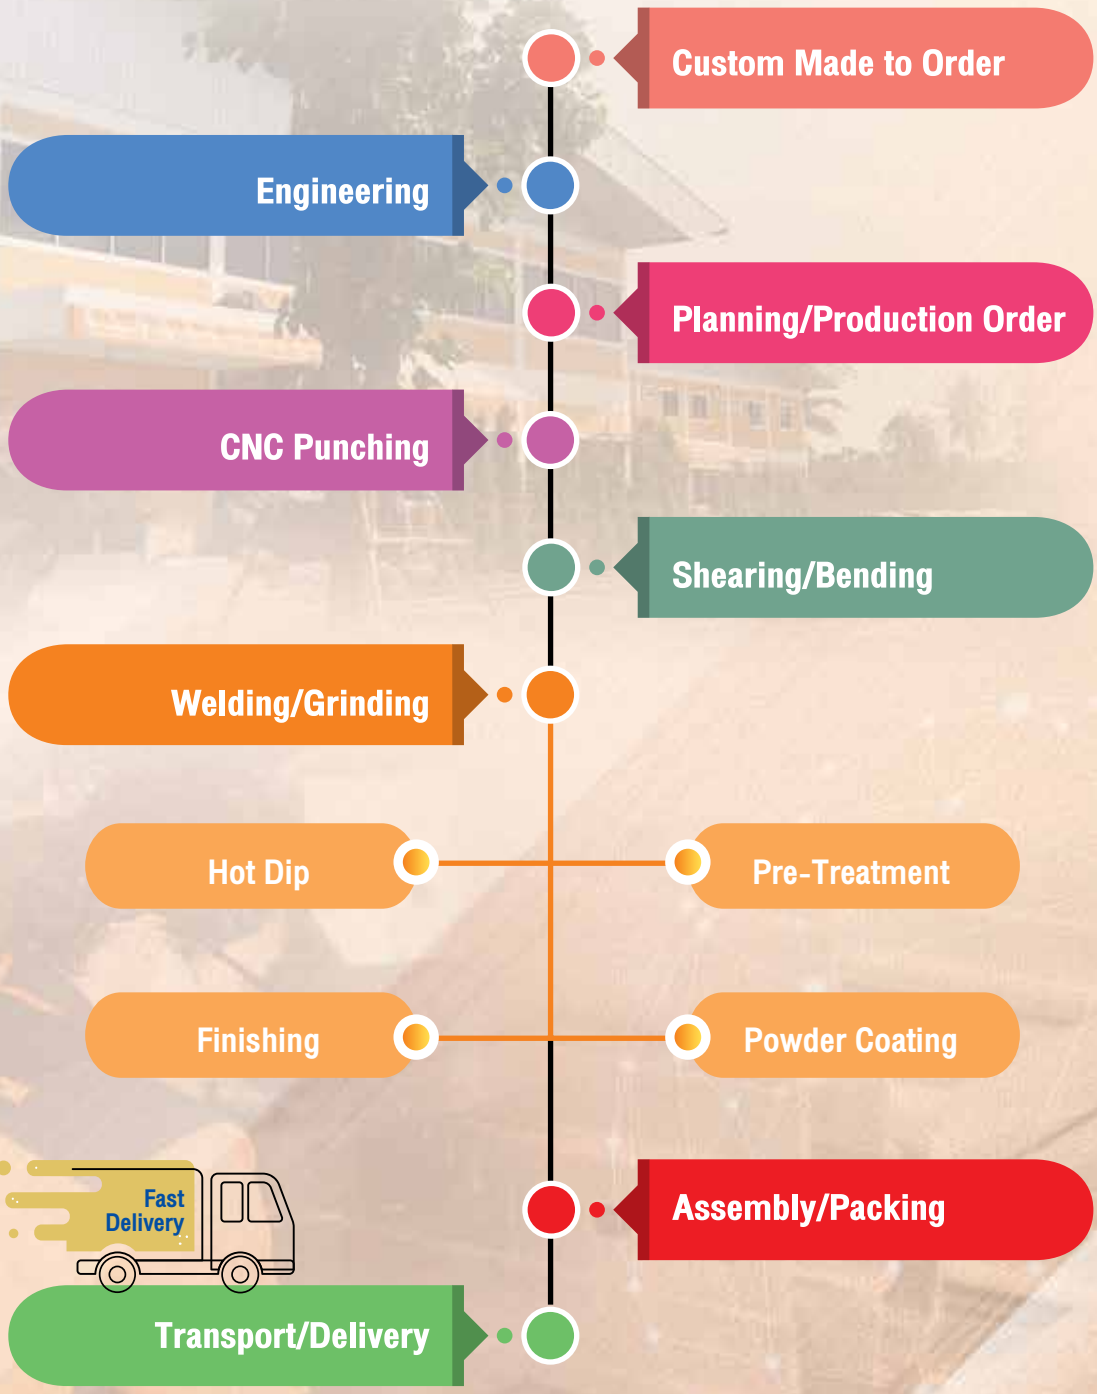 Custom Made to Order
Engineering
Planning/Production Order
CNC Punching
Shearing/Bending
Welding/Grinding
Hot Dip
Pre-Treatment
Finishing
Powder Coating
Assembly/Packing
Fast
Delivery
Transport/Delivery